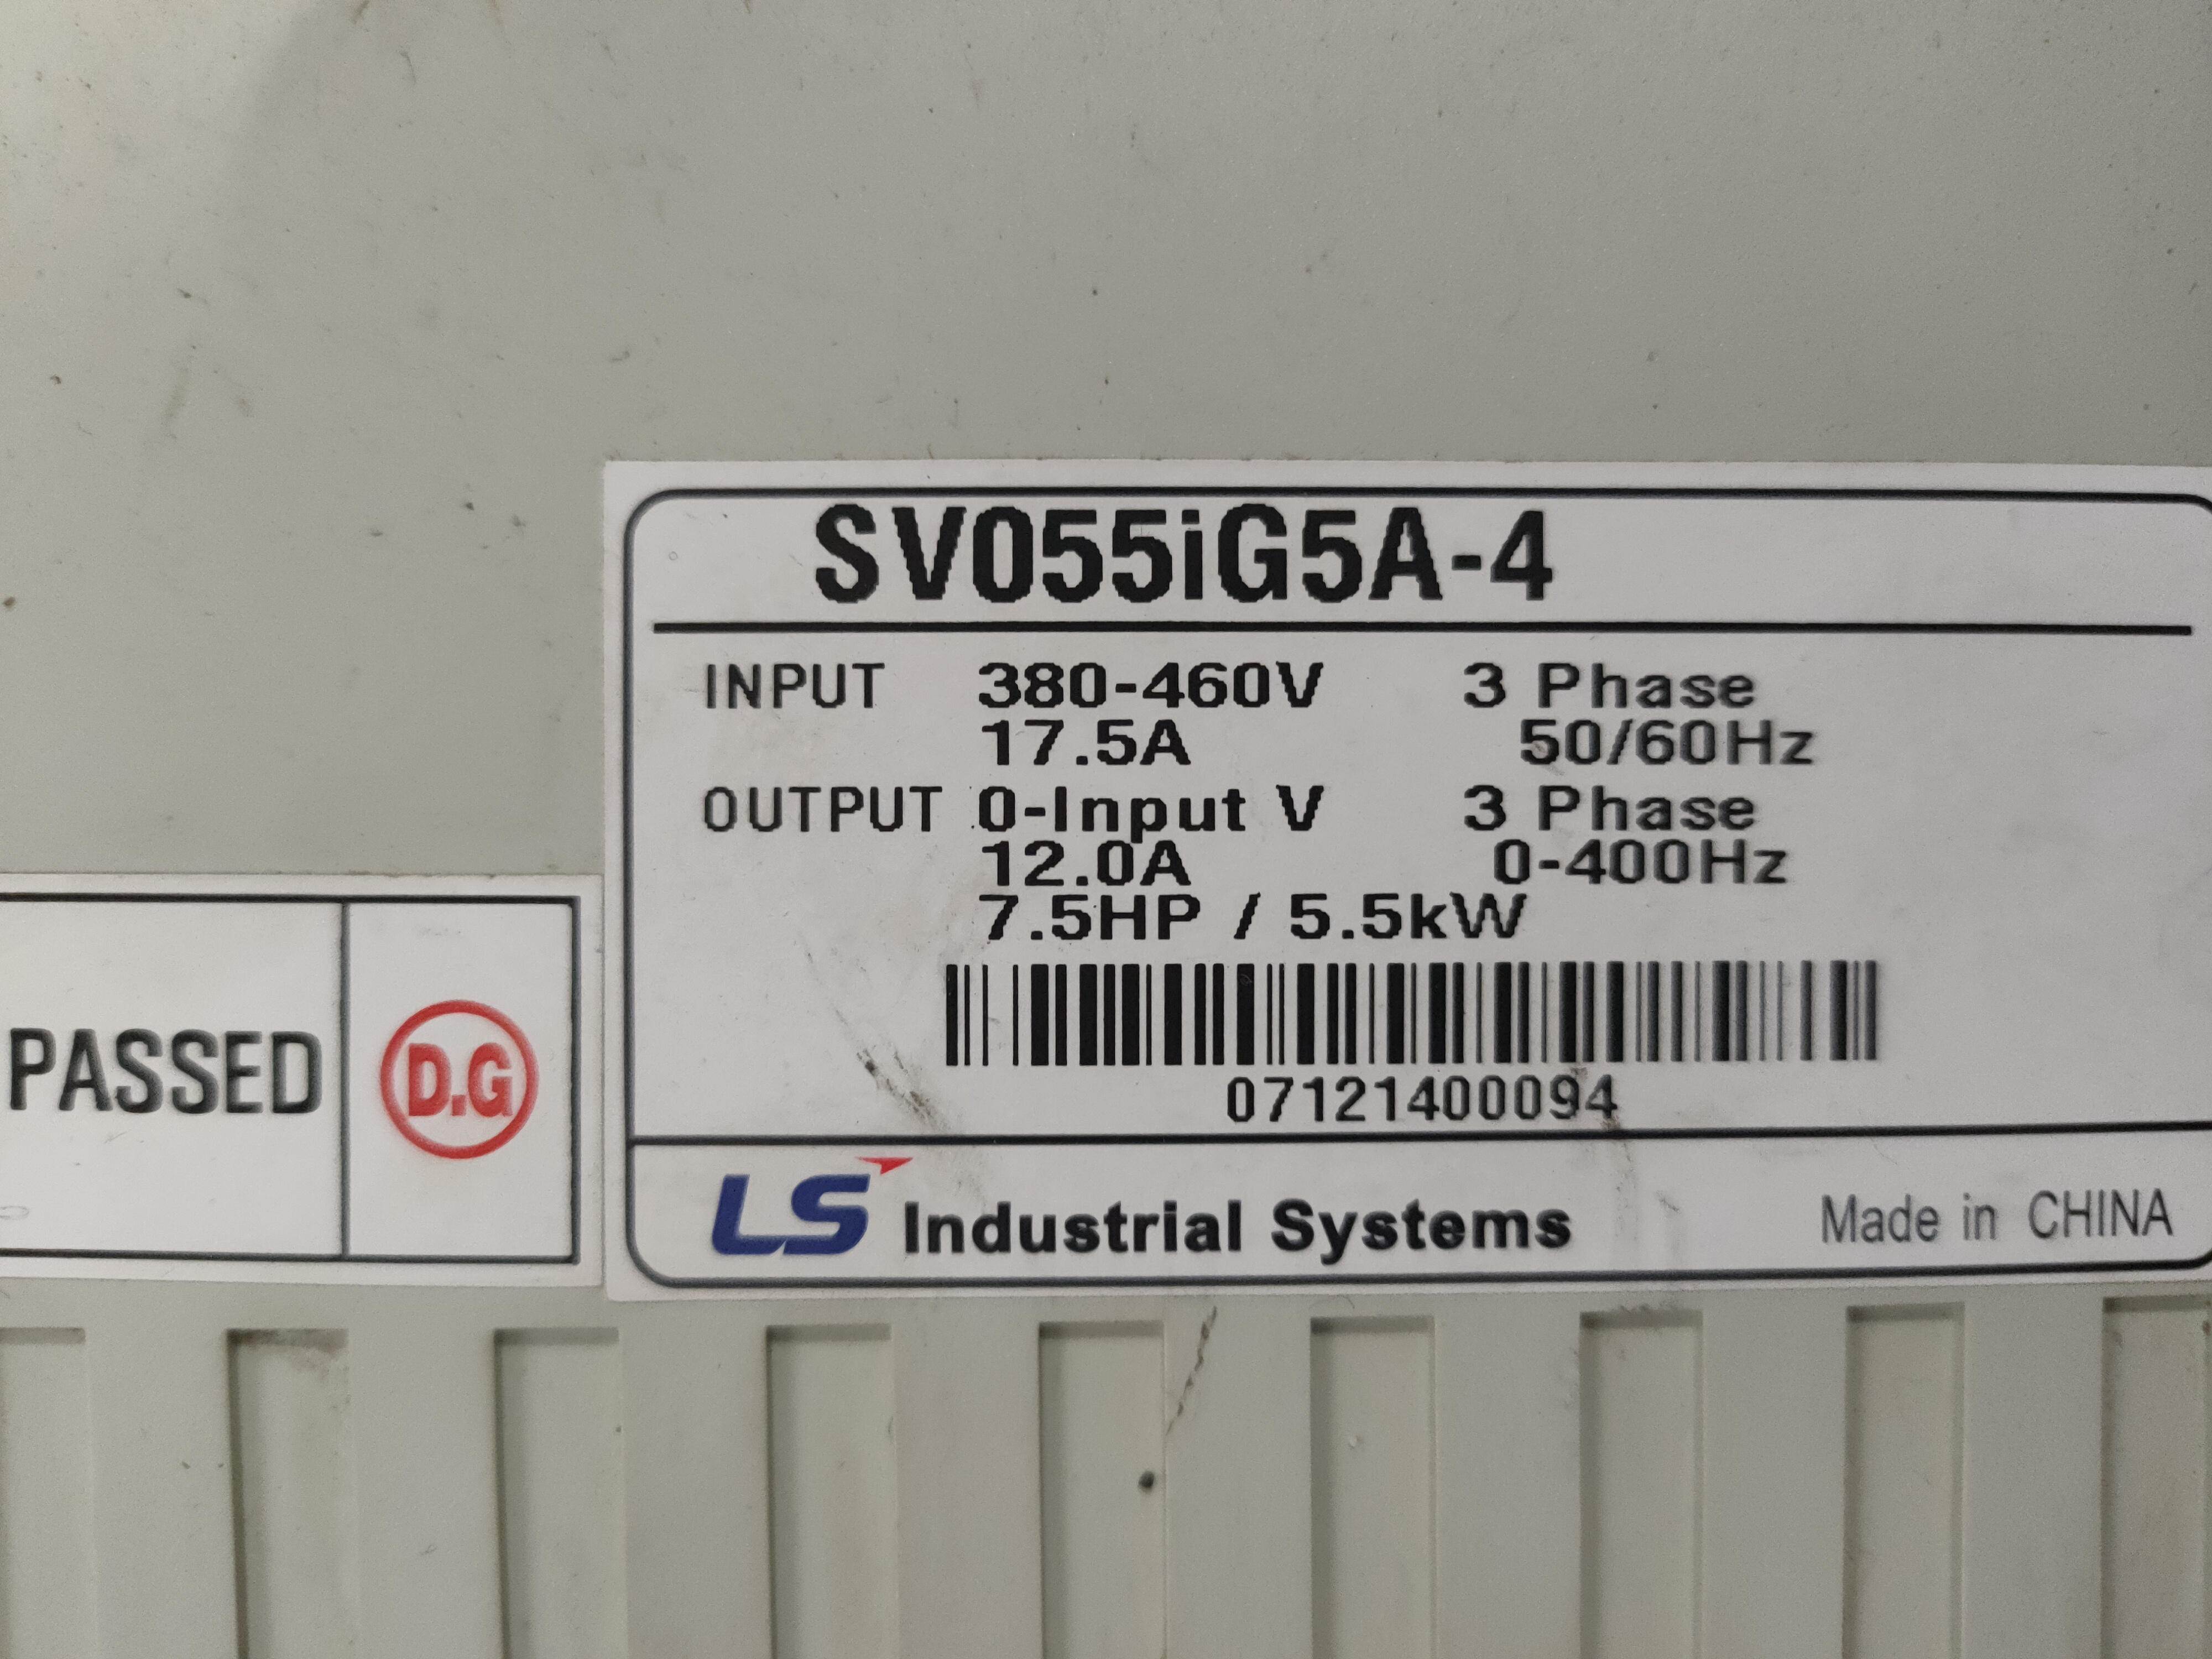 SV055iG5A-4
INPUT 380-460V 3 Phase
17.5A 50/60Hz
OUTPUT 0-Input V 3 Phase
12.0A 0-400Hz
7.5HP / 5.5kW
07121400094
LS Industrial Systems Made in CHINA
PASSED D.G